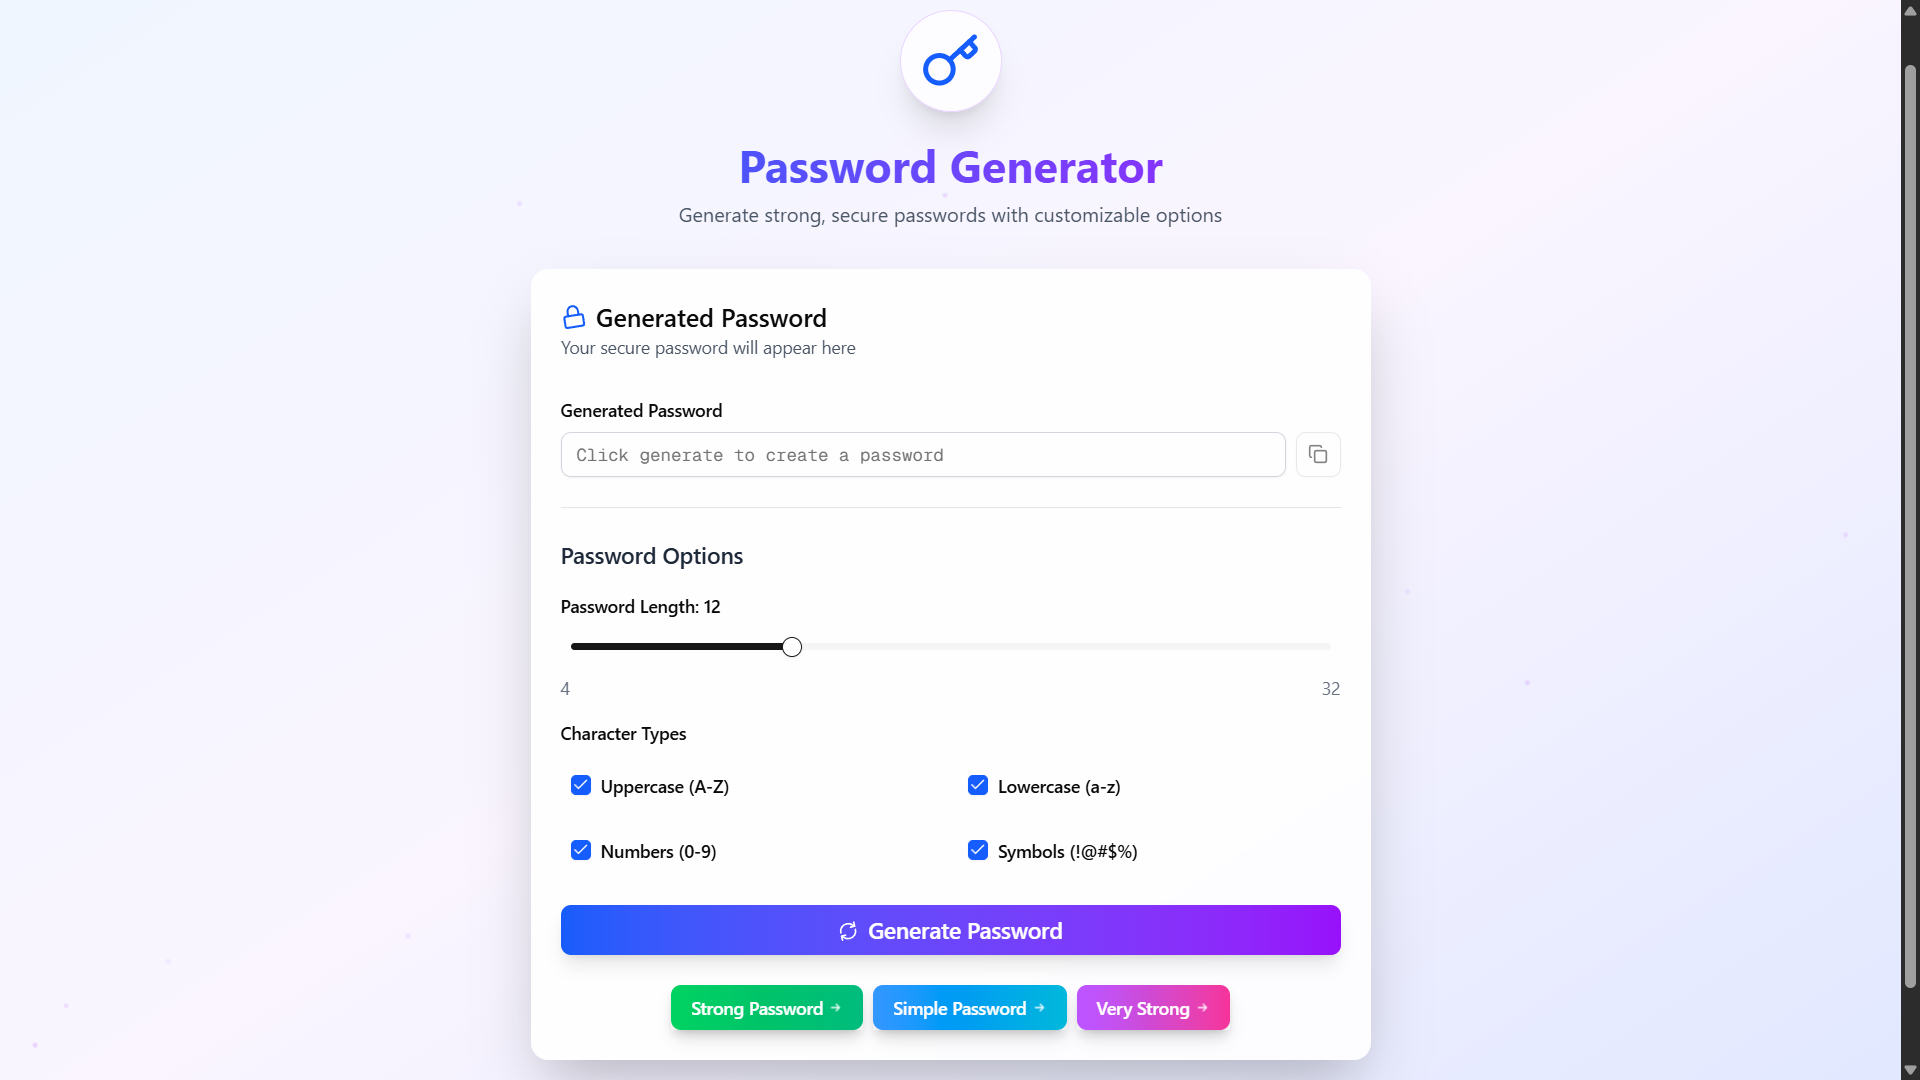 Password Generator
Generate strong, secure passwords with customizable options
Generated Password
Your secure password will appear here
Generated Password
Click generate to create a password
Password Options
Password Length: 12
4 32
Character Types
Uppercase (A-Z) Lowercase (a-z)
Numbers (0-9) Symbols (!@#$%)
Generate Password
Strong Password → Simple Password → Very Strong →